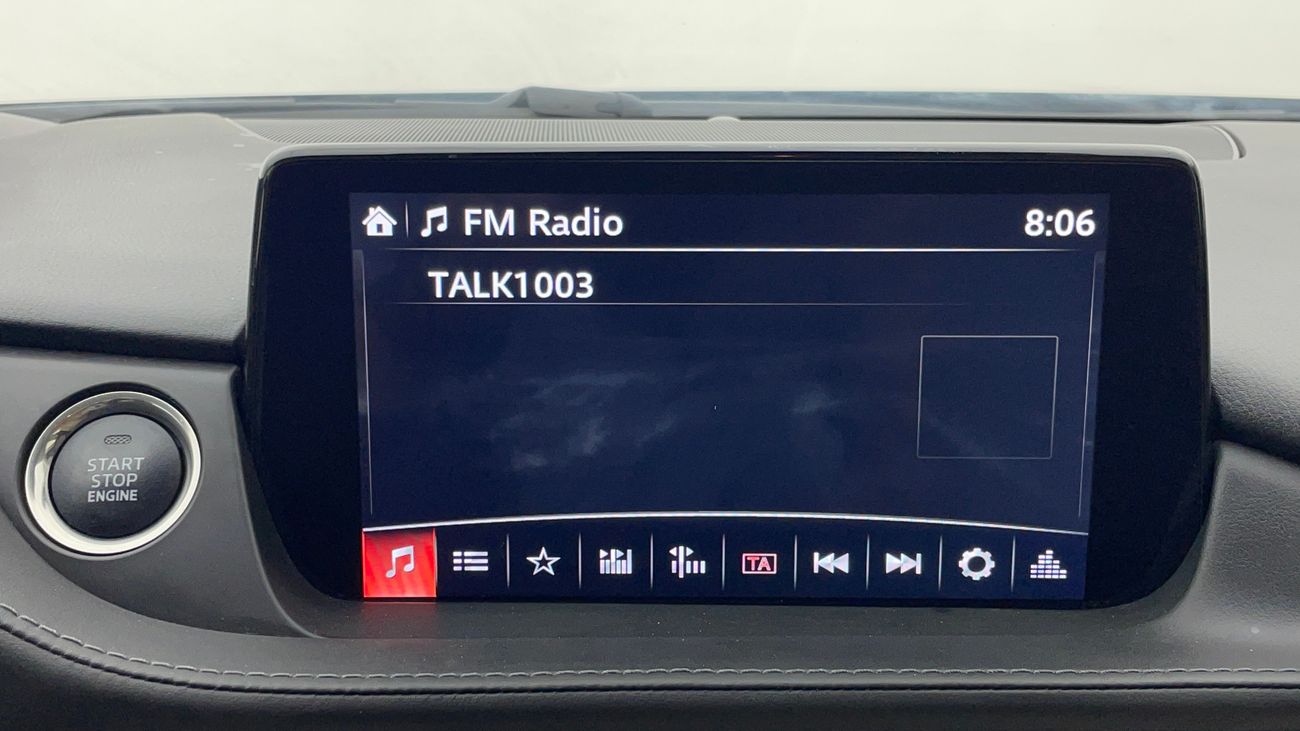 FM Radio
8:06
TALK1003
START
STOP
ENGINE
TA